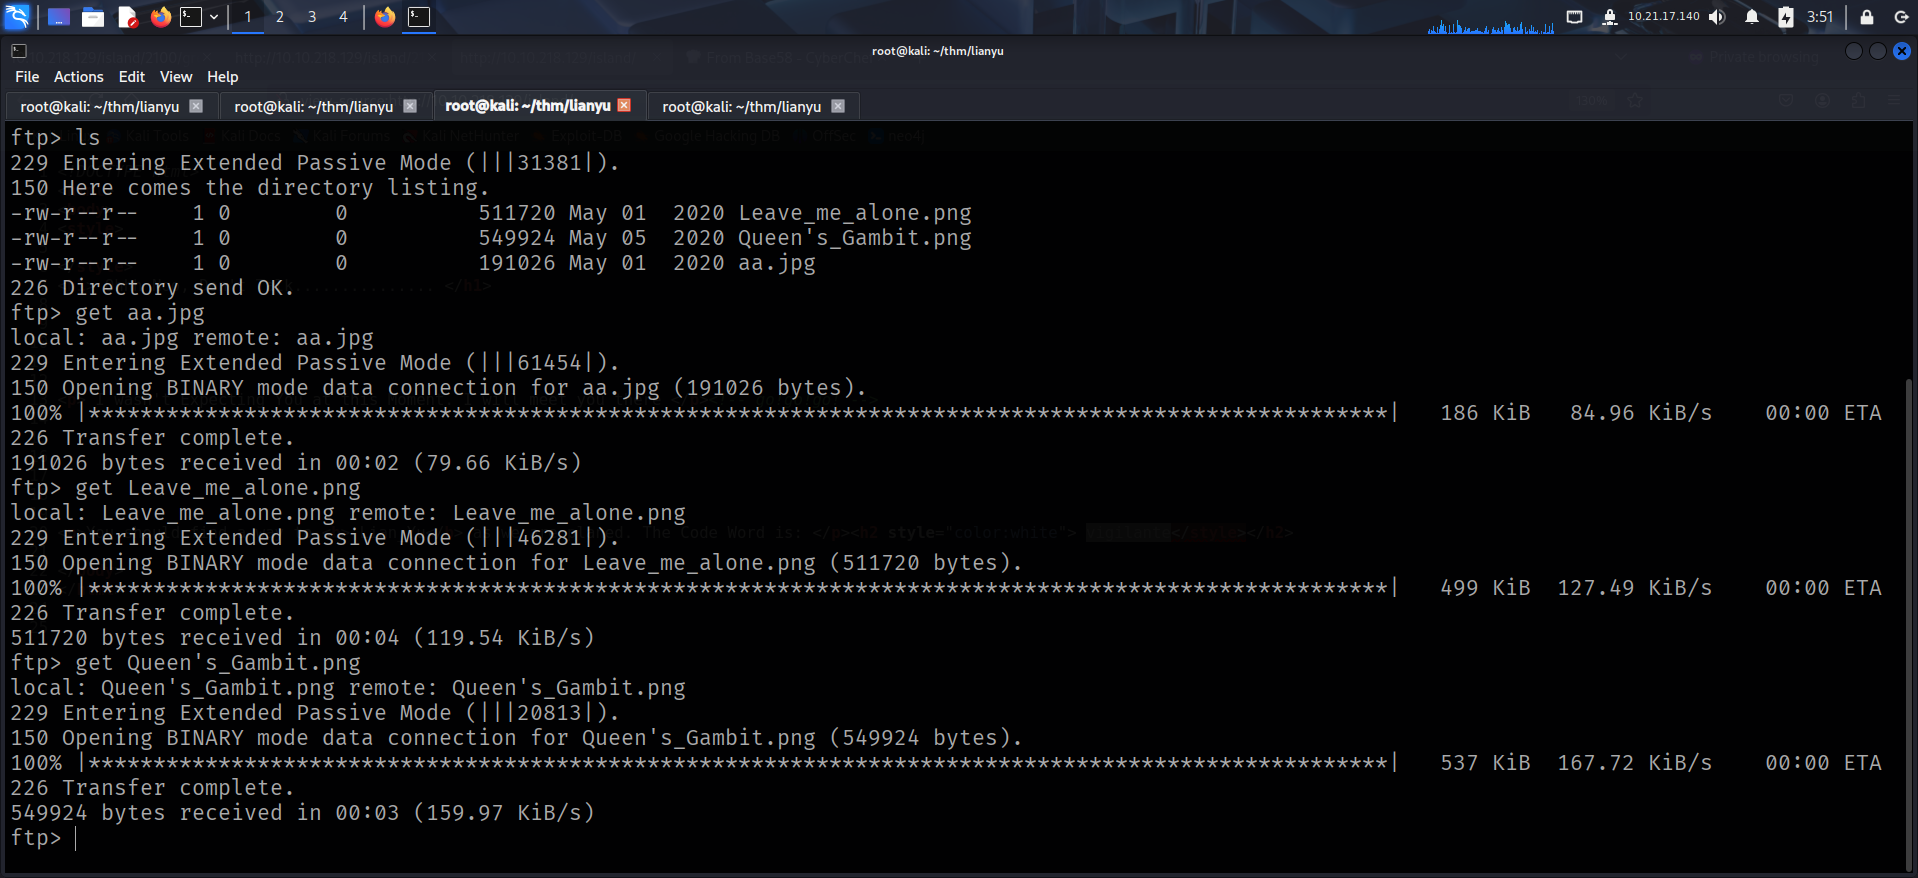 1 2 3 4 10.21.17.140 3:51
root@kali: ~/thm/lianyu
File Actions Edit View Help
root@kali: ~/thm/lianyu root@kali: ~/thm/lianyu root@kali: ~/thm/lianyu root@kali: ~/thm/lianyu
ftp> ls
229 Entering Extended Passive Mode (|||31381|).
150 Here comes the directory listing.
-rw-r--r-- 1 0 0 511720 May 01 2020 Leave_me_alone.png
-rw-r--r-- 1 0 0 549924 May 05 2020 Queen's_Gambit.png
-rw-r--r-- 1 0 0 191026 May 01 2020 aa.jpg
226 Directory send OK.
ftp> get aa.jpg
local: aa.jpg remote: aa.jpg
229 Entering Extended Passive Mode (|||61454|).
150 Opening BINARY mode data connection for aa.jpg (191026 bytes).
100% |****************************************************************************************************| 186 KiB 84.96 KiB/s 00:00 ETA
226 Transfer complete.
191026 bytes received in 00:02 (79.66 KiB/s)
ftp> get Leave_me_alone.png
local: Leave_me_alone.png remote: Leave_me_alone.png
229 Entering Extended Passive Mode (|||46281|).
150 Opening BINARY mode data connection for Leave_me_alone.png (511720 bytes).
100% |****************************************************************************************************| 499 KiB 127.49 KiB/s 00:00 ETA
226 Transfer complete.
511720 bytes received in 00:04 (119.54 KiB/s)
ftp> get Queen's_Gambit.png
local: Queen's_Gambit.png remote: Queen's_Gambit.png
229 Entering Extended Passive Mode (|||20813|).
150 Opening BINARY mode data connection for Queen's_Gambit.png (549924 bytes).
100% |****************************************************************************************************| 537 KiB 167.72 KiB/s 00:00 ETA
226 Transfer complete.
549924 bytes received in 00:03 (159.97 KiB/s)
ftp>